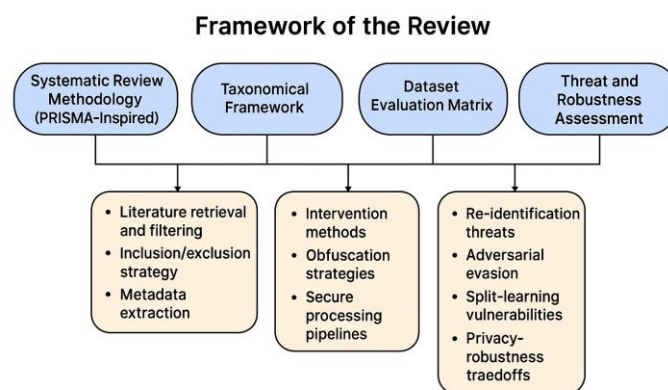 Framework of the Review
Systematic Review
Methodology
(PRISMA-Inspired)
Taxonomical
Framework
Dataset
Evaluation Matrix
Threat and
Robustness
Assessment
• Literature retrieval
and filtering
• Inclusion/exclusion
strategy
• Metadata
extraction
• Intervention
methods
• Obfuscation
strategies
• Secure
processing
pipelines
• Re-identification
threats
• Adversarial
evasion
• Split-learning
vulnerabilities
• Privacy-
robustness
traedoffs